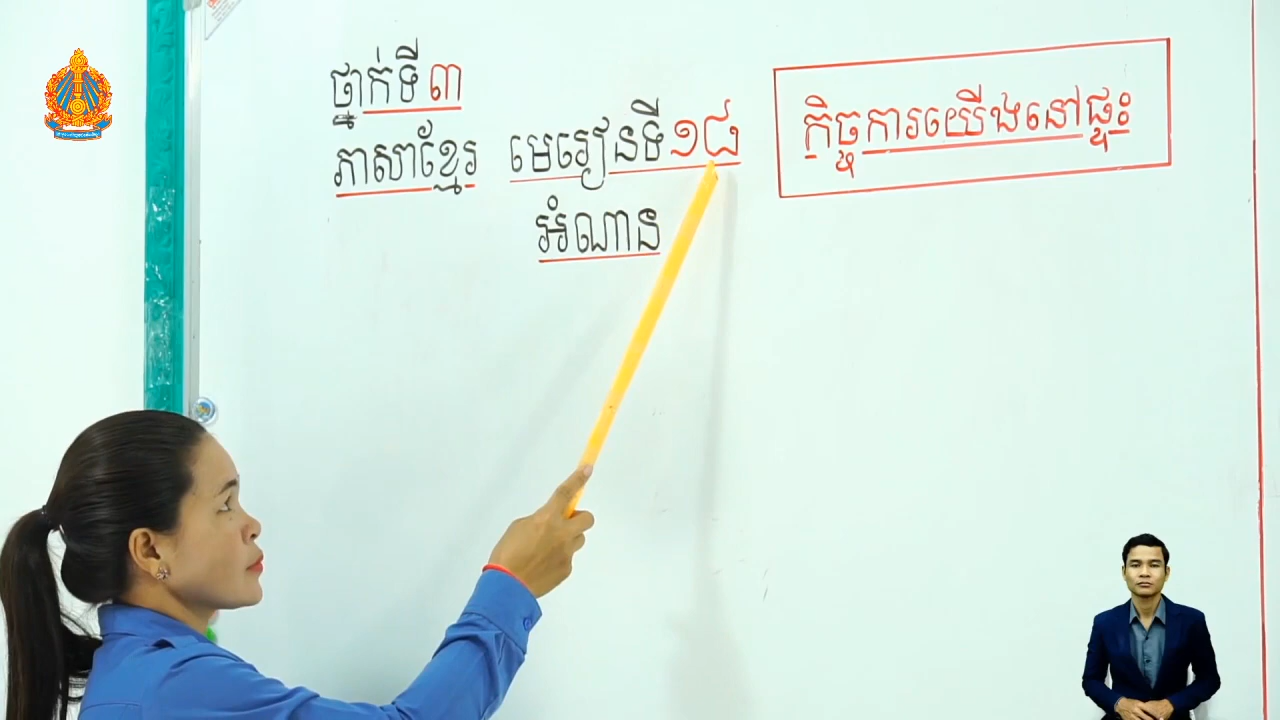 ថ្នាក់ទី ៣
ភាសាខ្មែរ មេរៀនទី ១៨
អំណាន
កិច្ចការយើងនៅផ្ទះ